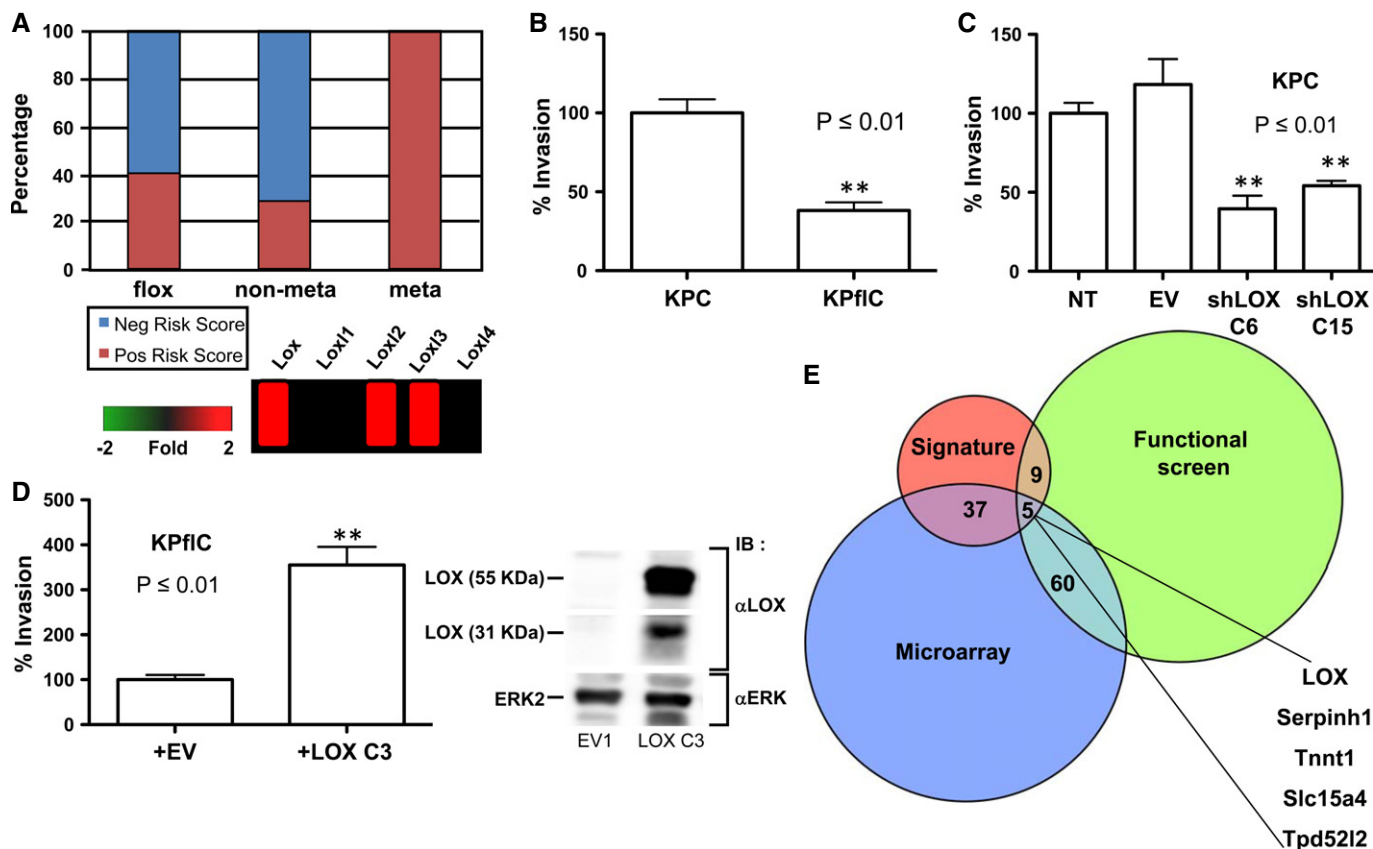 A
100
80
60
40
20
0
Percentage
flox non-meta meta
Neg Risk Score
Pos Risk Score
Lox Loxl1 Loxl2 Loxl3 Loxl4
-2 Fold 2
B
150
100
50
0
% Invasion
P ≤ 0.01
**
KPC KPflC
C
150
100
50
0
% Invasion
KPC
P ≤ 0.01
** **
NT EV shLOX C6 shLOX C15
D
500
400
300
200
100
0
% Invasion
KPflC
P ≤ 0.01
**
+EV +LOX C3
IB :
LOX (55 KDa)
LOX (31 KDa)
αLOX
ERK2
αERK
EV1 LOX C3
E
Signature
Functional screen
Microarray
9
37
5
60
LOX
Serpinh1
Tnnt1
Slc15a4
Tpd52l2